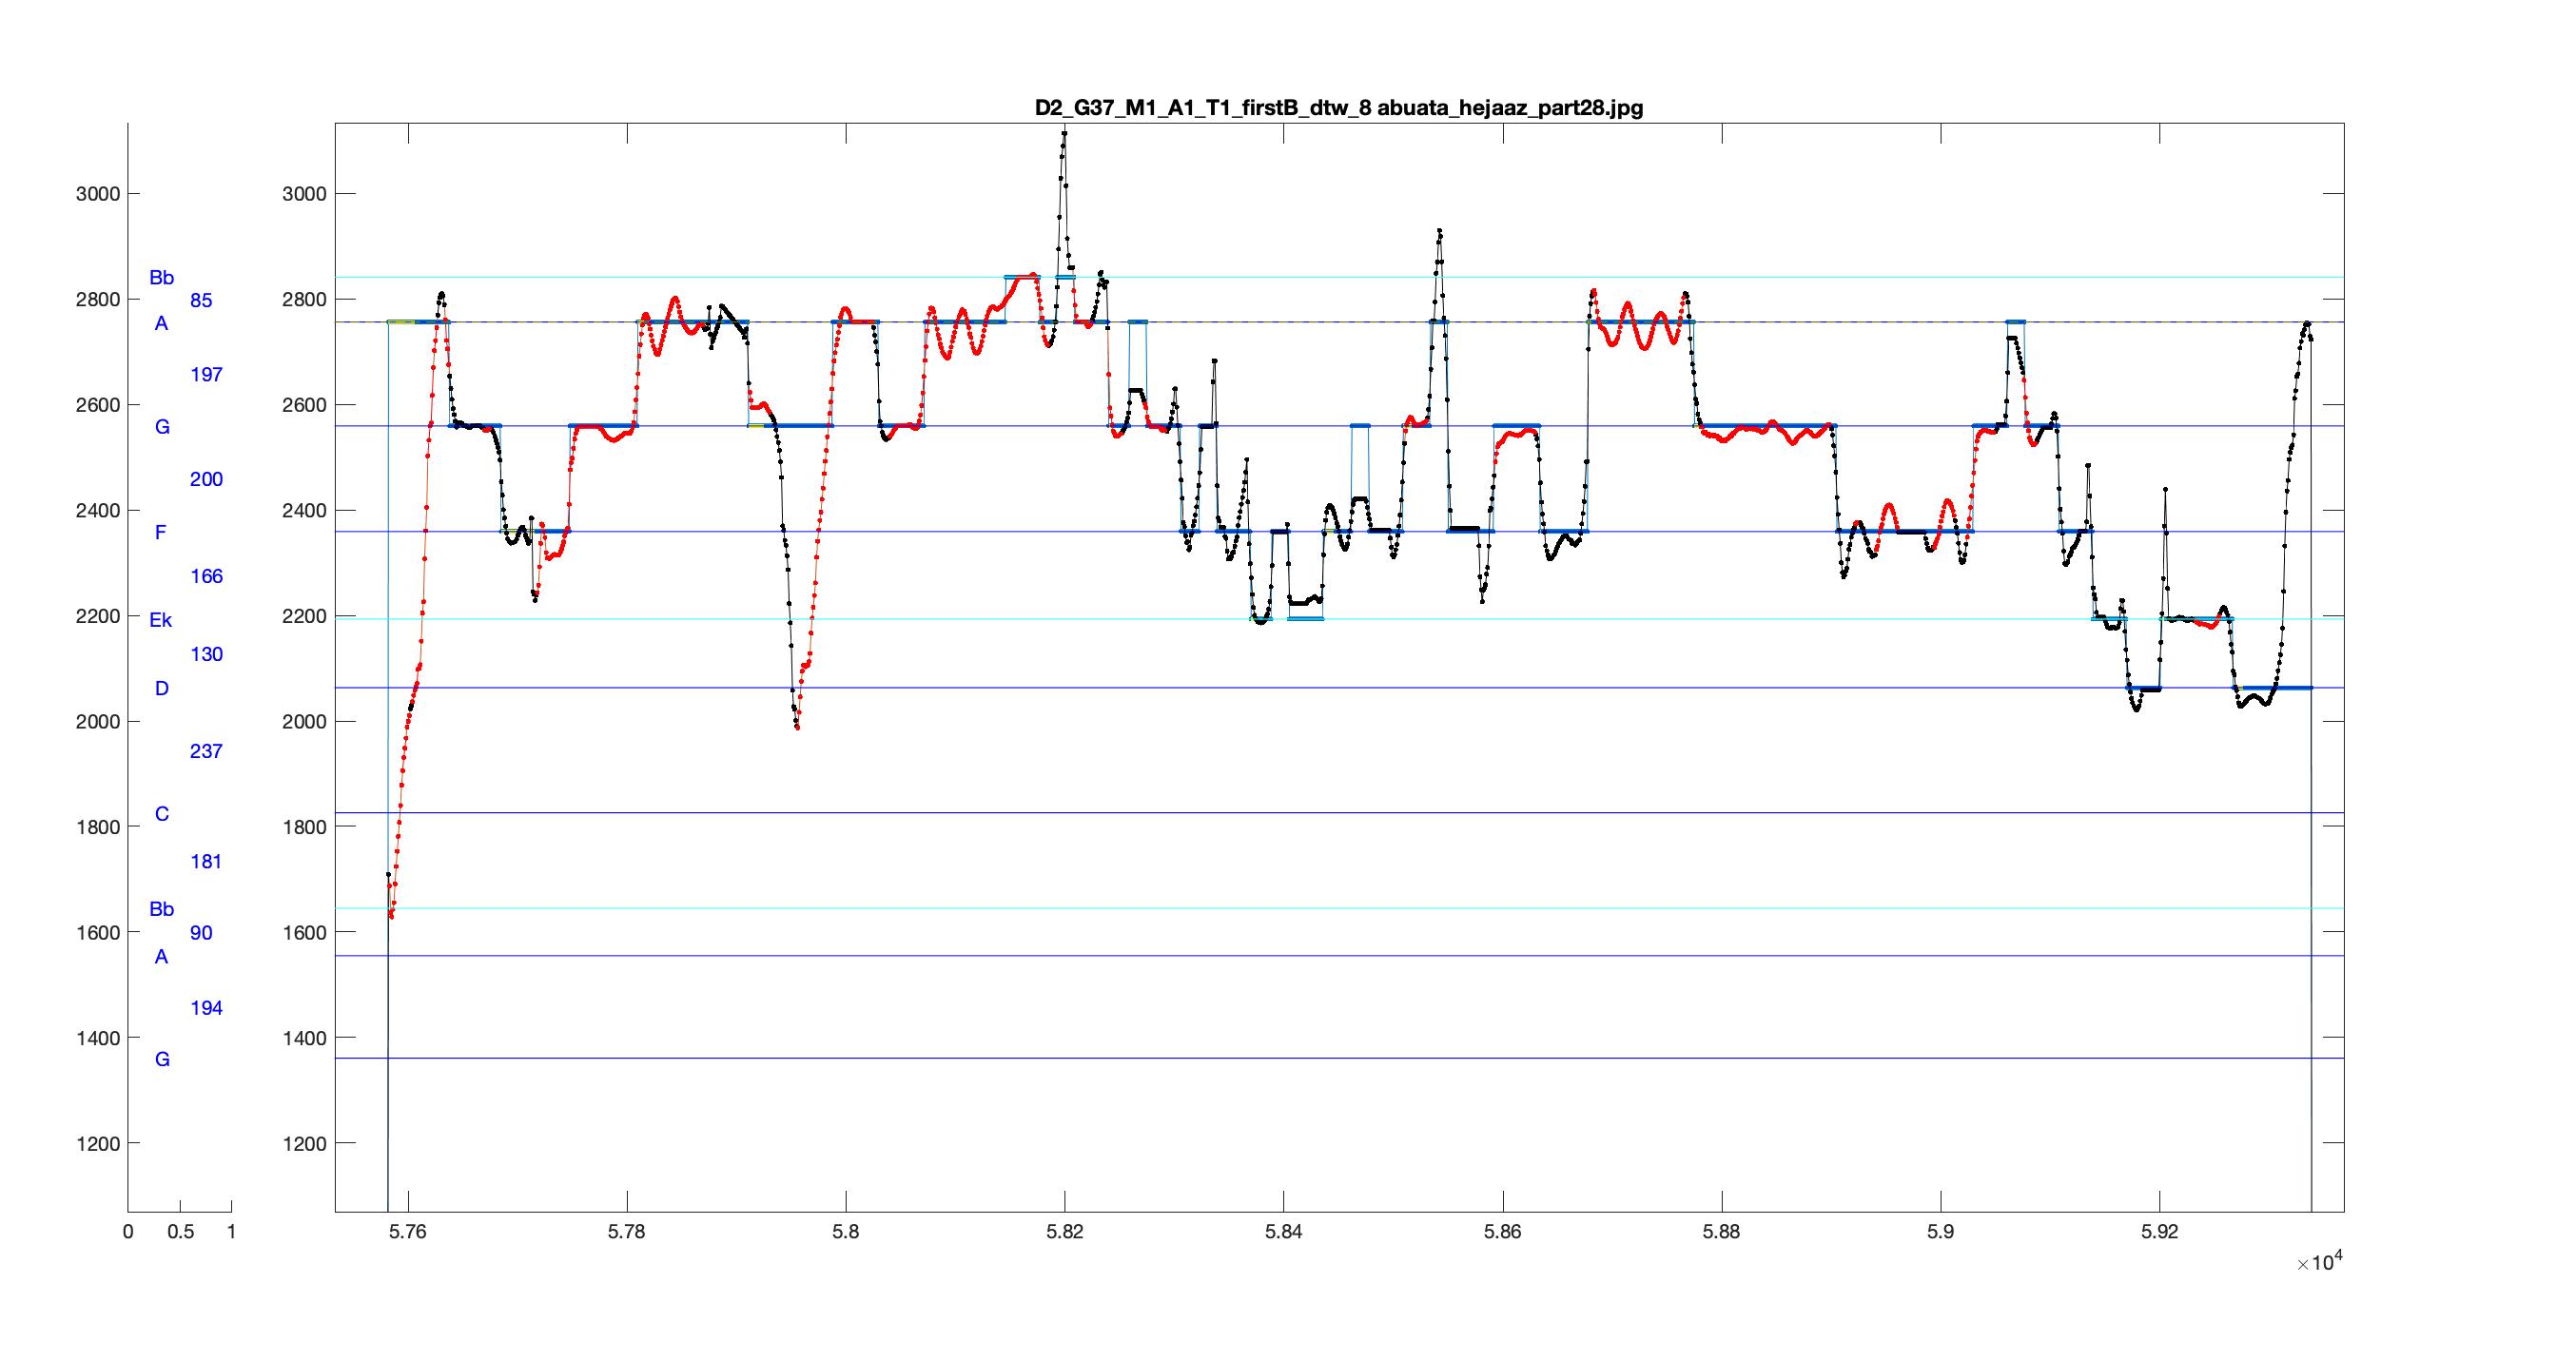 D2_G37_M1_A1_T1_firstB_dtw_8 abuata_hejaaz_part28.jpg
3000 3000
Bb
2800 85 2800
A
197
2600 2600
G
200
2400 2400
F
166
2200 Ek 2200
130
D
2000 2000
237
C
1800 1800
181
Bb
1600 90 1600
A
194
1400 1400
G
1200 1200
0 0.5 1 5.76 5.78 5.8 5.82 5.84 5.86 5.88 5.9 5.92
×10^4